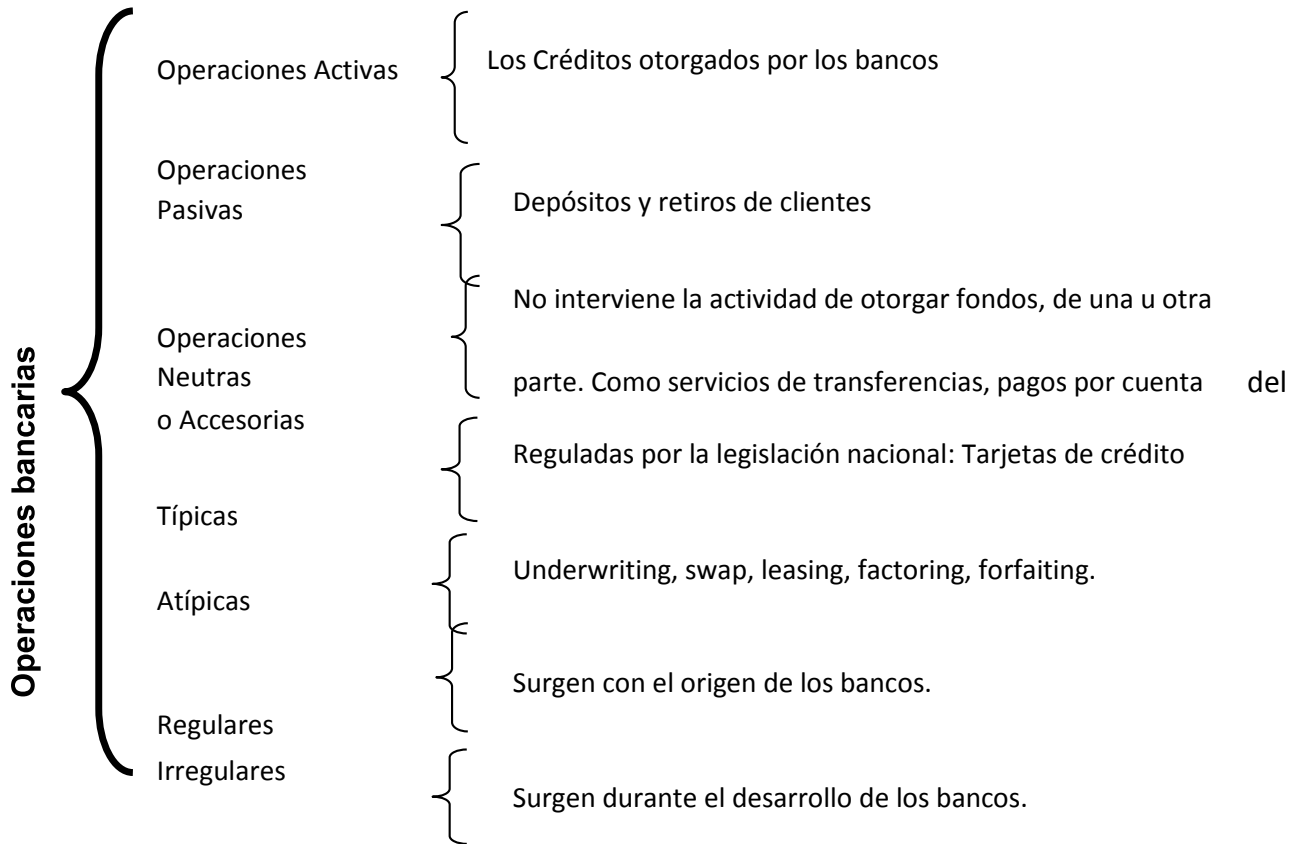 Operaciones bancarias
Operaciones Activas
Los Créditos otorgados por los bancos
Operaciones
Pasivas
Depósitos y retiros de clientes
Operaciones
Neutras
o Accesorias
No interviene la actividad de otorgar fondos, de una u otra
parte. Como servicios de transferencias, pagos por cuenta del
Típicas
Reguladas por la legislación nacional: Tarjetas de crédito
Atípicas
Underwriting, swap, leasing, factoring, forfaiting.
Regulares
Surgen con el origen de los bancos.
Irregulares
Surgen durante el desarrollo de los bancos.